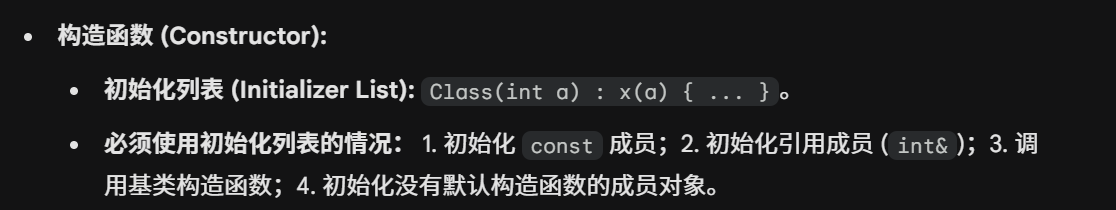 • 构造函数 (Constructor):
• 初始化列表 (Initializer List): Class(int a) : x(a) { ... }。
• 必须使用初始化列表的情况： 1. 初始化 const 成员；2. 初始化引用成员 (int&)；3. 调
用基类构造函数；4. 初始化没有默认构造函数的成员对象。